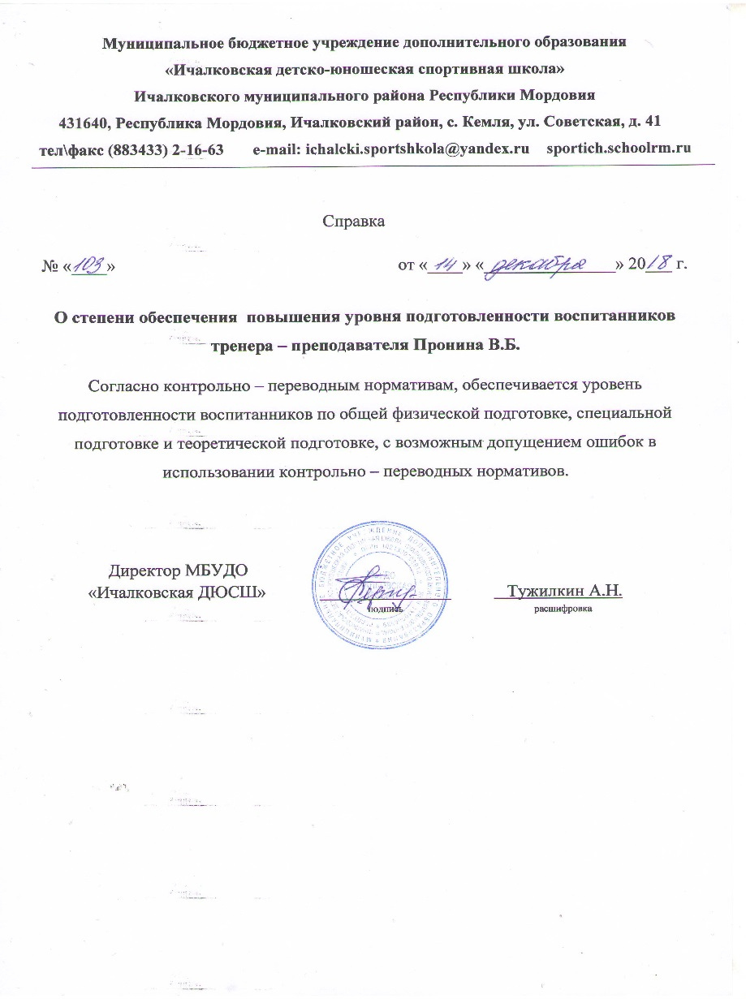 Муниципальное бюджетное учреждение дополнительного образования
«Ичалковская детско-юношеская спортивная школа»
Ичалковского муниципального района Республики Мордовия
431640, Республика Мордовия, Ичалковский район, с. Кемля, ул. Советская, д. 41
тел\факс (883433) 2-16-63 e-mail: ichalcki.sportshkola@yandex.ru sportich.schoolrm.ru
Справка
№ «103» от «14» «декабря» 2018 г.
О степени обеспечения повышения уровня подготовленности воспитанников
тренера – преподавателя Пронина В.Б.
Согласно контрольно – переводным нормативам, обеспечивается уровень
подготовленности воспитанников по общей физической подготовке, специальной
подготовке и теоретической подготовке, с возможным допущением ошибок в
использовании контрольно – переводных нормативов.
Директор МБУДО
«Ичалковская ДЮСШ» Тужилкин А.Н.
подпись расшифровка